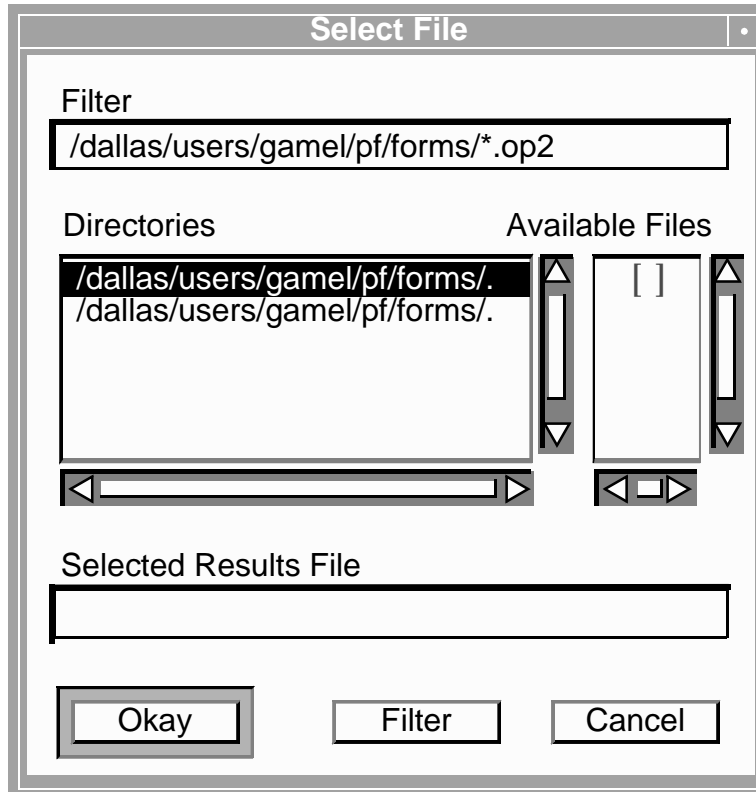 Select File
Filter
/dallas/users/gamel/pf/forms/*.op2
Directories
Available Files
/dallas/users/gamel/pf/forms/.
/dallas/users/gamel/pf/forms/.
[ ]
Selected Results File
Okay
Filter
Cancel